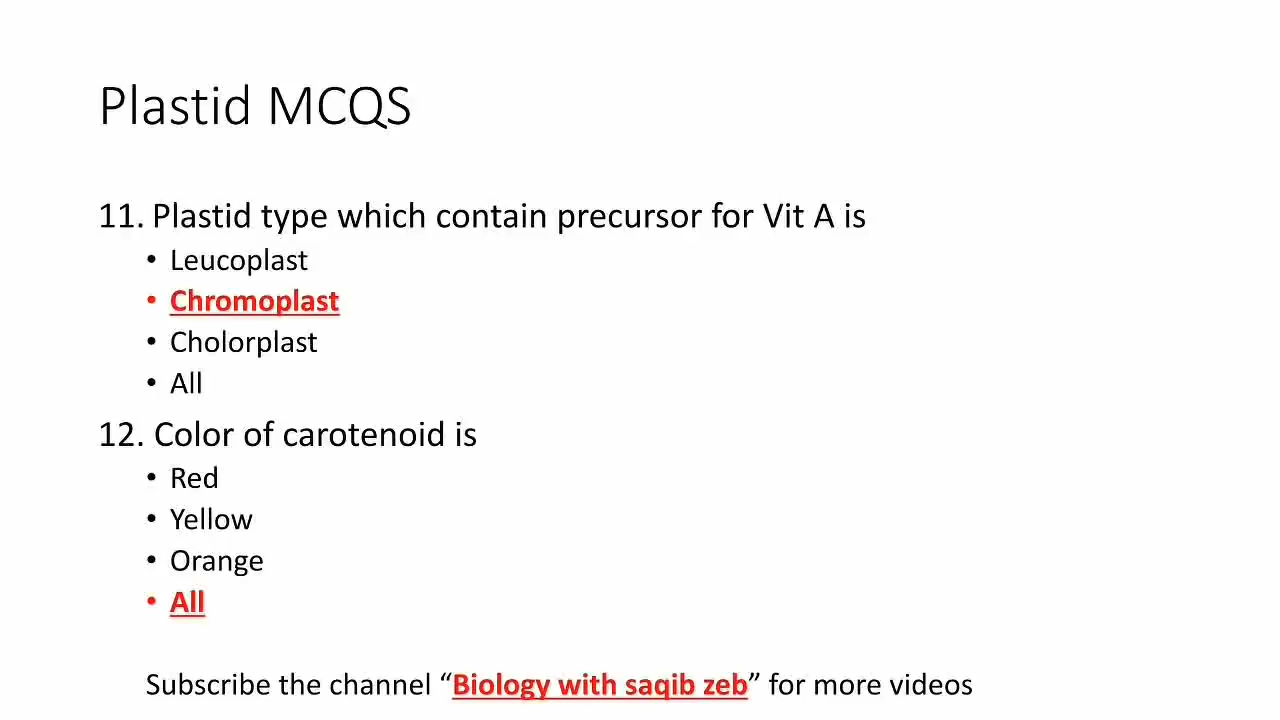 Plastid MCQS
11. Plastid type which contain precursor for Vit A is
• Leucoplast
• Chromoplast
• Cholorplast
• All
12. Color of carotenoid is
• Red
• Yellow
• Orange
• All
Subscribe the channel “Biology with saqib zeb” for more videos